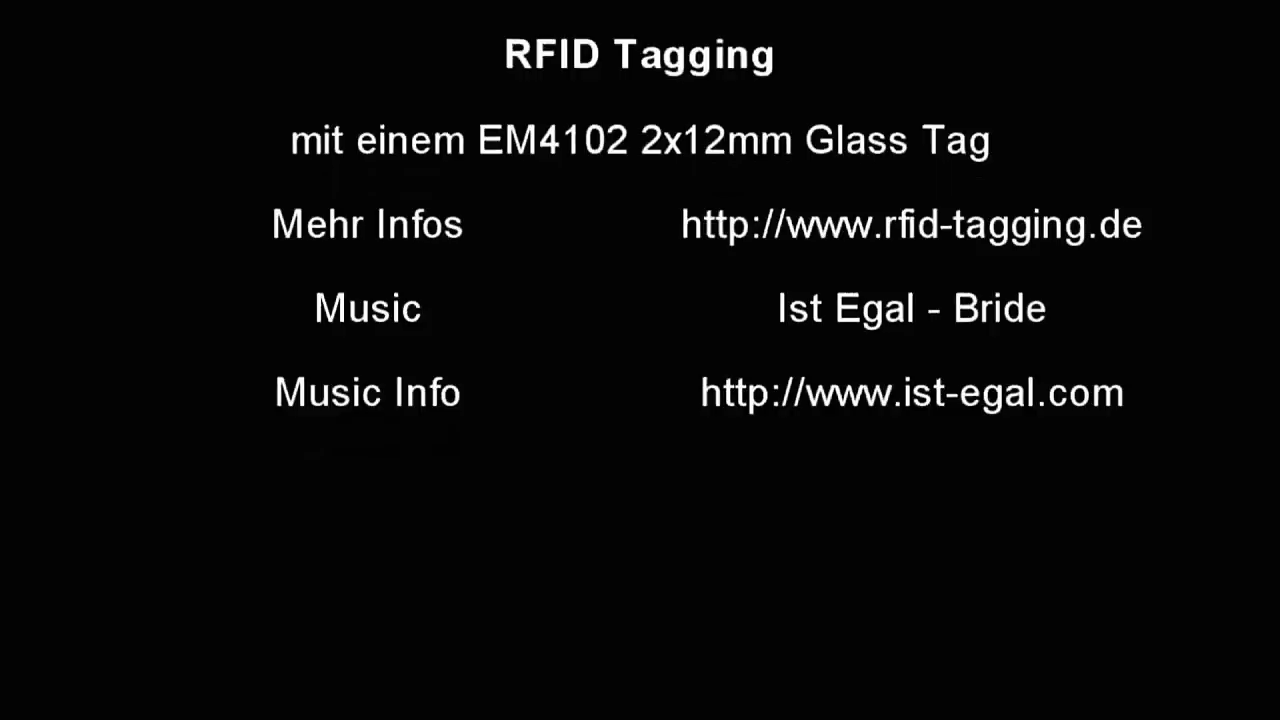 RFID Tagging
mit einem EM4102 2x12mm Glass Tag
Mehr Infos http://www.rfid-tagging.de
Music Ist Egal - Bride
Music Info http://www.ist-egal.com